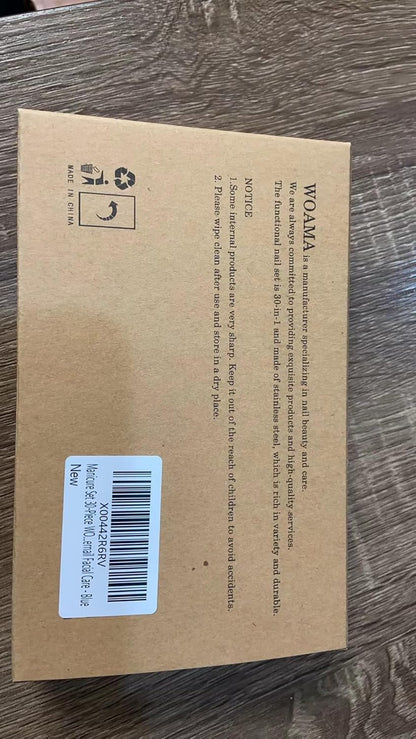 WOAMA is a manufacturer specializing in nail beauty and care.
We are always committed to providing exquisite products and high-quality services.
The functional nail set is 30-in-1 and made of stainless steel, which is rich in variety and durable.
NOTICE
1.Some internal products are very sharp. Keep it out of the reach of children to avoid accidents.
2. Please wipe clean after use and store in a dry place.
MADE IN CHINA
X00442R6RV
Manicure Set 30-Piece WO...ernail Facial Care - Blue
New